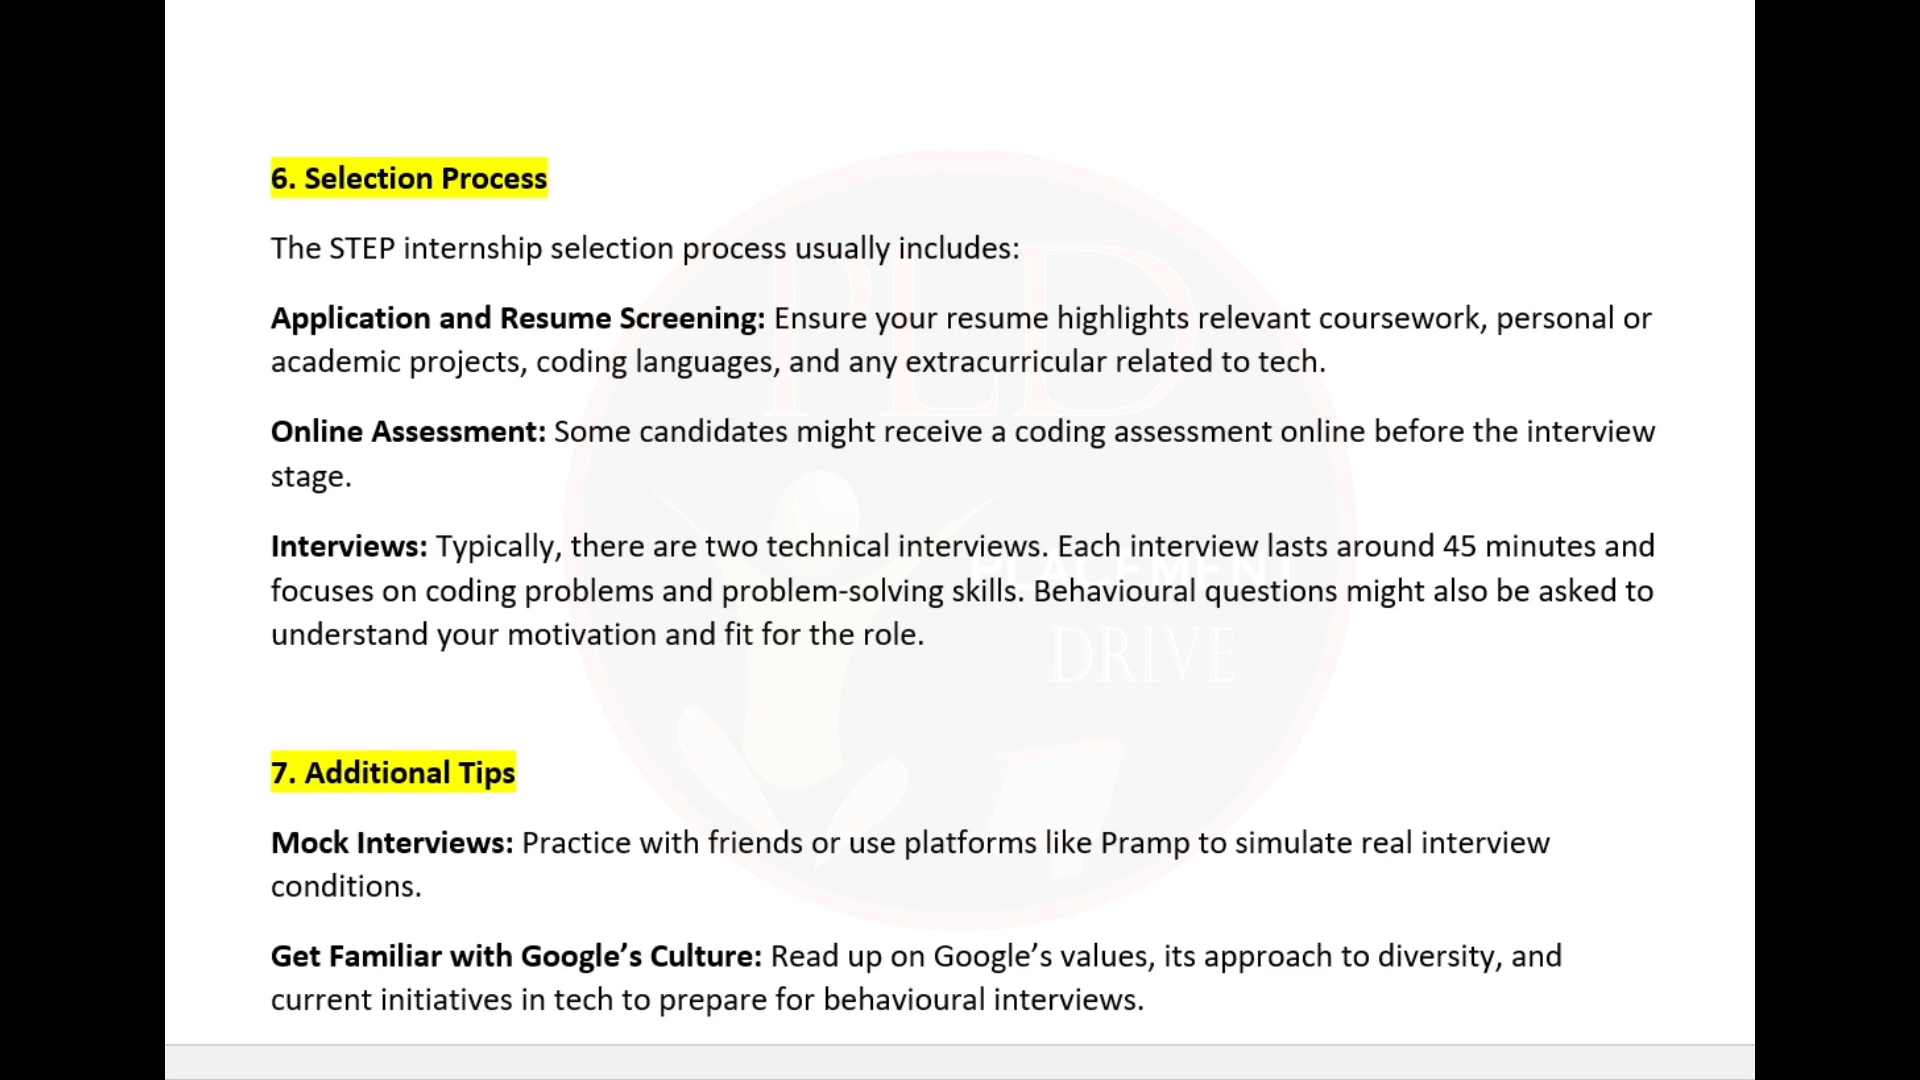 6. Selection Process
The STEP internship selection process usually includes:
Application and Resume Screening: Ensure your resume highlights relevant coursework, personal or
academic projects, coding languages, and any extracurricular related to tech.
Online Assessment: Some candidates might receive a coding assessment online before the interview
stage.
Interviews: Typically, there are two technical interviews. Each interview lasts around 45 minutes and
focuses on coding problems and problem-solving skills. Behavioural questions might also be asked to
understand your motivation and fit for the role.
7. Additional Tips
Mock Interviews: Practice with friends or use platforms like Pramp to simulate real interview
conditions.
Get Familiar with Google’s Culture: Read up on Google’s values, its approach to diversity, and
current initiatives in tech to prepare for behavioural interviews.
PLD
PLACEMENT
DRIVE